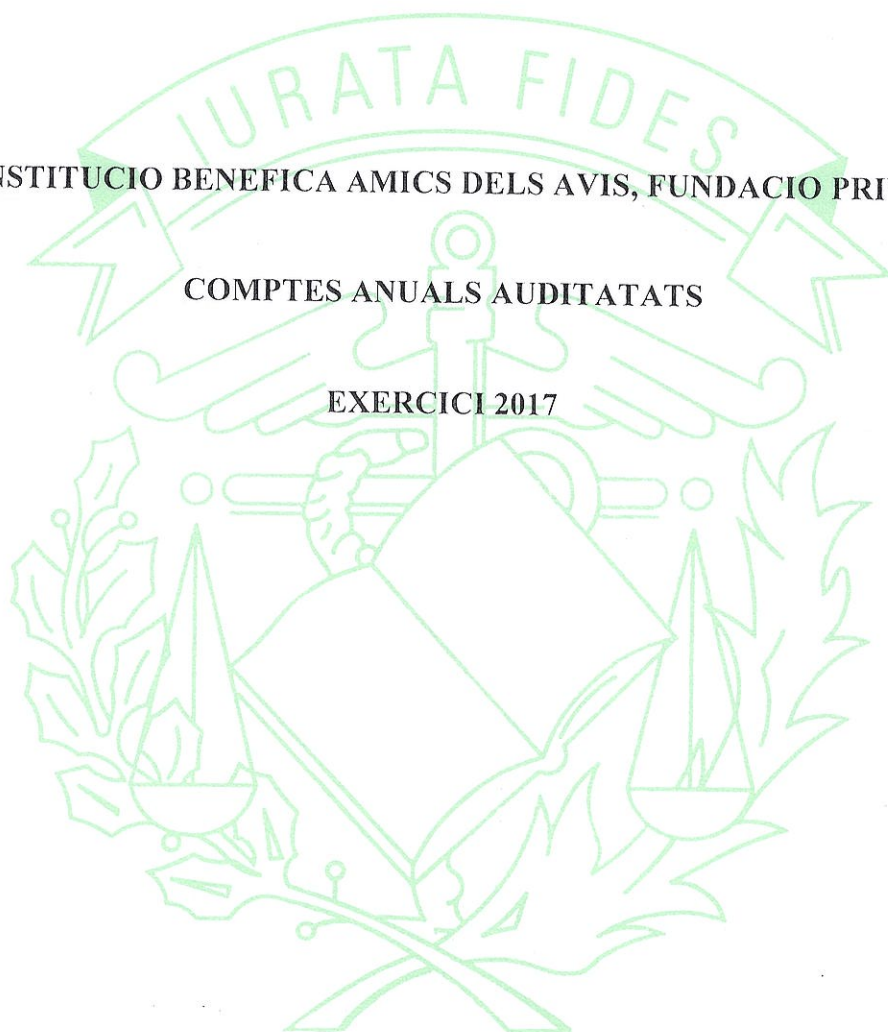 IURATA FIDES
NSTITUCIO BENEFICA AMICS DELS AVIS, FUNDACIO PRI
COMPTES ANUALS AUDITATATS
EXERCICI 2017